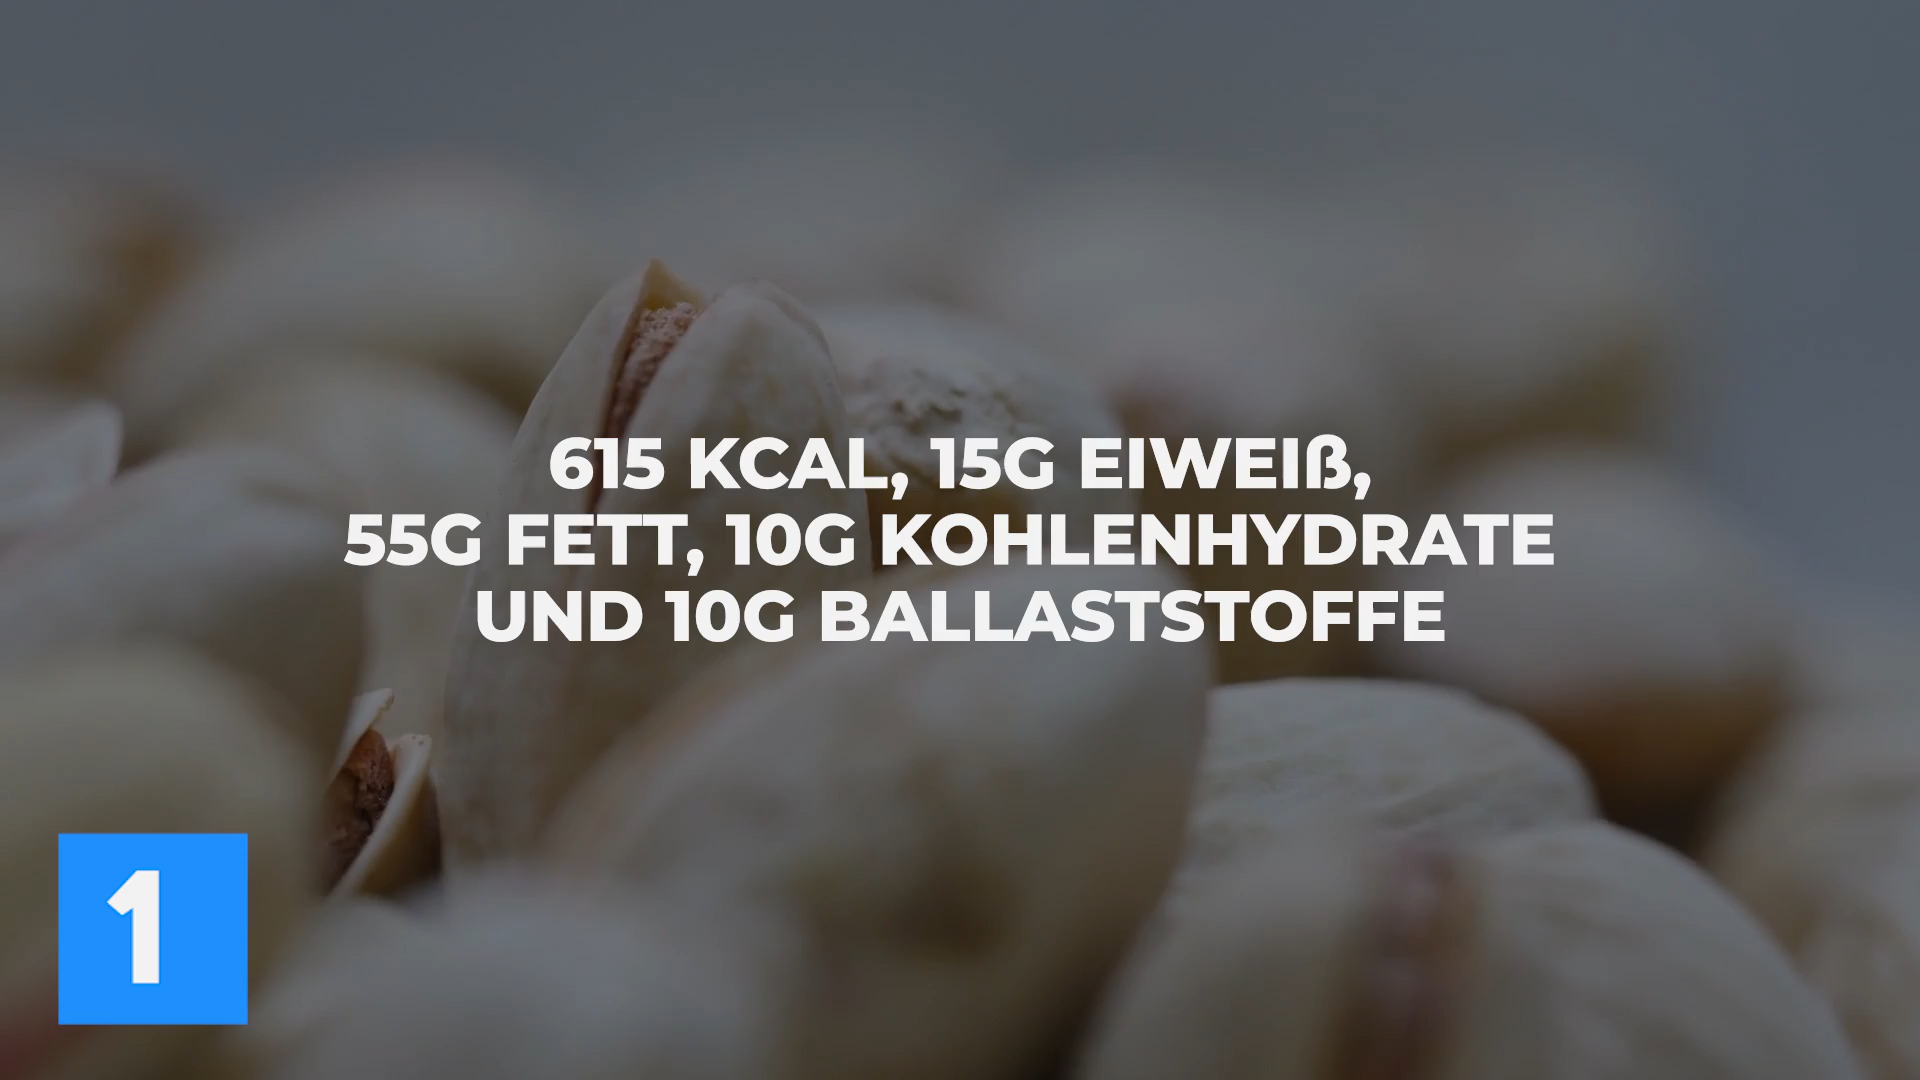 615 KCAL, 15G EIWEIß,
55G FETT, 10G KOHLENHYDRATE
UND 10G BALLASTSTOFFE
1